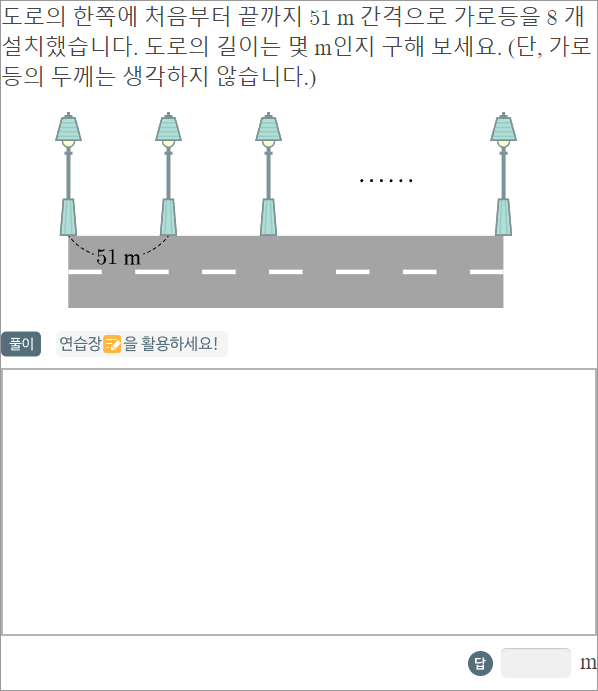 도로의 한쪽에 처음부터 끝까지 51 m 간격으로 가로등을 8 개
설치했습니다. 도로의 길이는 몇 m인지 구해 보세요. (단, 가로
등의 두께는 생각하지 않습니다.)
......
51 m
풀이 연습장을 활용하세요!
답 m